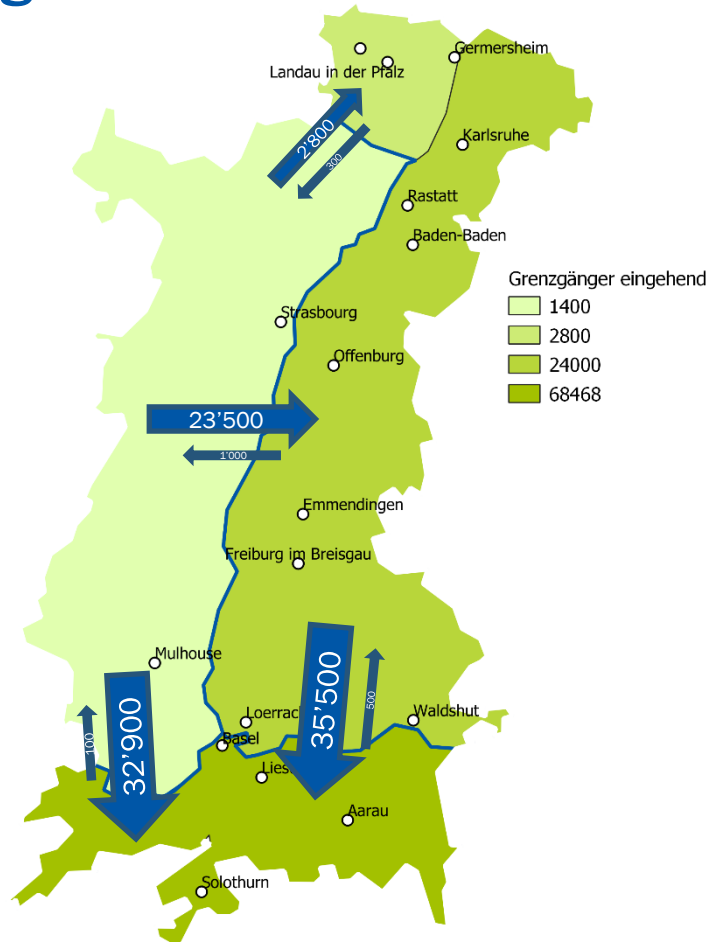 g
Germersheim
Landau in der Pfalz
2'800
300
Karlsruhe
Rastatt
Baden-Baden
Grenzgänger eingehend
1400
2800
24000
68468
Strasbourg
Offenburg
23'500
1'000
Emmendingen
Freiburg im Breisgau
Mulhouse
35'500
500
32'900
100
Loerrac
Waldshut
Basel
Lies
Aarau
Solothurn